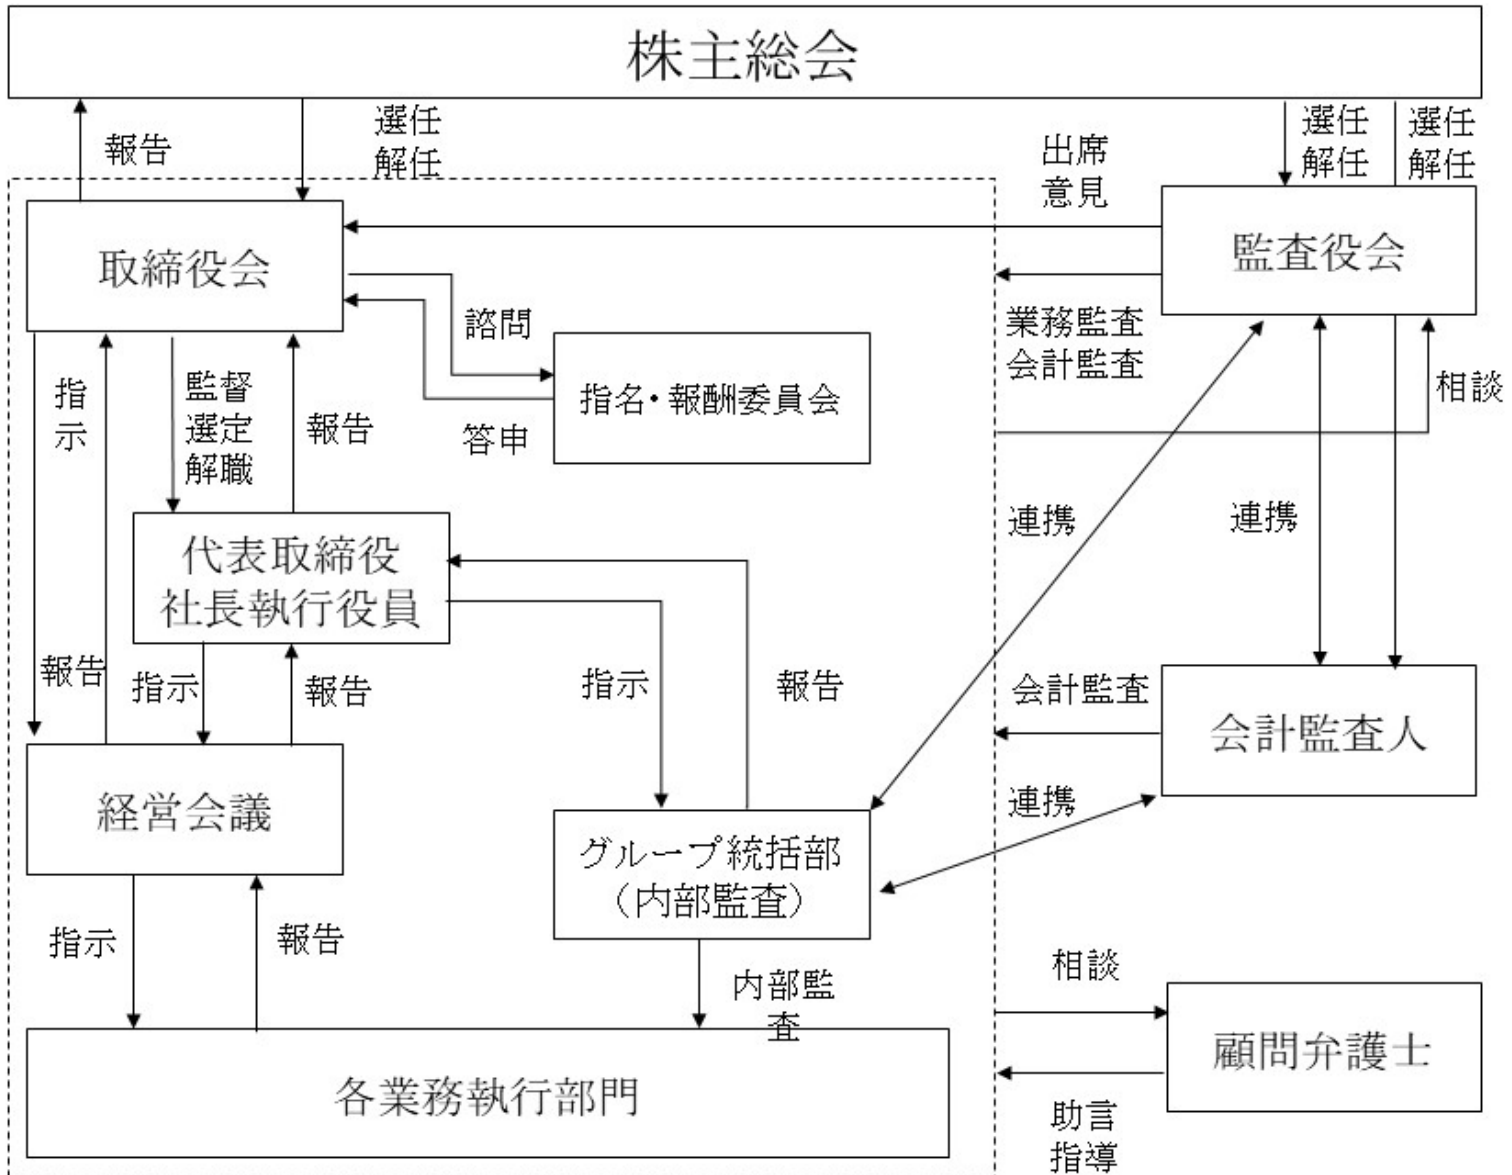 株主総会
報告
選任
解任
出席
意見
選任
解任
選任
解任
取締役会
監査役会
諮問
業務監査
会計監査
指名・報酬委員会
答申
相談
指
示
監督
選定
解職
報告
連携
連携
代表取締役
社長執行役員
報告
指示
報告
指示
報告
会計監査
会計監査人
経営会議
連携
グループ統括部
（内部監査）
指示
報告
内部監
査
相談
顧問弁護士
各業務執行部門
助言
指導